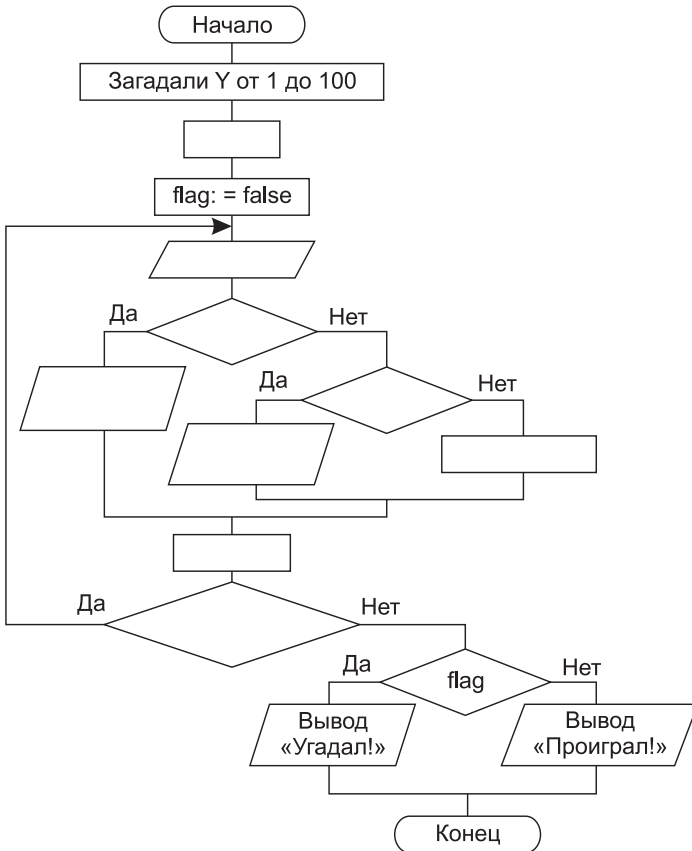 Начало
Загадали Y от 1 до 100
flag: = false
Да
Нет
Да
Нет
Да
Нет
Да
flag
Нет
Вывод
«Угадал!»
Вывод
«Проиграл!»
Конец